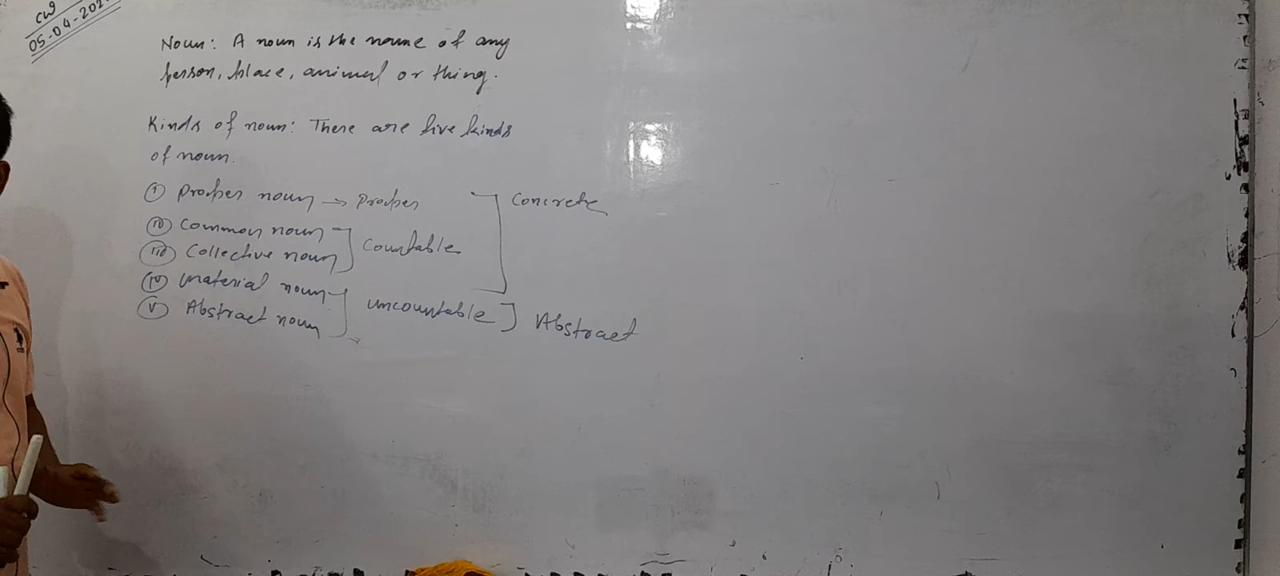 CW
05-04-202
Noun: A noun is the name of any
person, place, animal or thing.
Kinds of noun: There are five kinds
of noun.
(i) Proper noun → Proper
(ii) Common noun
(iii) Collective noun
Countable
Concrete
(iv) Material noun
(v) Abstract noun
Uncountable
Abstract